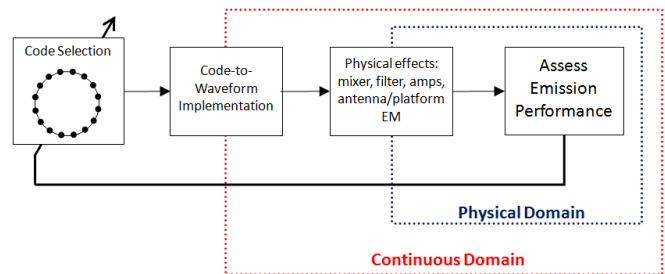 Code Selection
Code-to-
Waveform
Implementation
Physical effects:
mixer, filter, amps,
antenna/platform
EM
Assess
Emission
Performance
Physical Domain
Continuous Domain